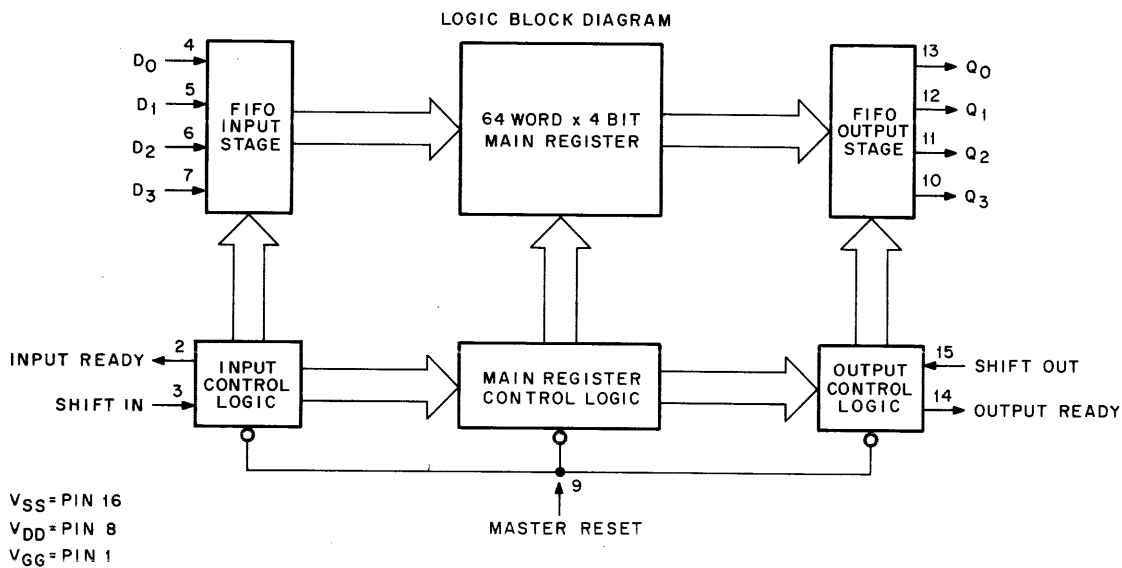 LOGIC BLOCK DIAGRAM
D0
4
D1
5
D2
6
D3
7
FIFO
INPUT
STAGE
64 WORD x 4 BIT
MAIN REGISTER
FIFO
OUTPUT
STAGE
13
Q0
12
Q1
11
Q2
10
Q3
INPUT READY
2
SHIFT IN
3
INPUT
CONTROL
LOGIC
MAIN REGISTER
CONTROL LOGIC
OUTPUT
CONTROL
LOGIC
15
SHIFT OUT
14
OUTPUT READY
9
MASTER RESET
VSS=PIN 16
VDD=PIN 8
VGG=PIN 1